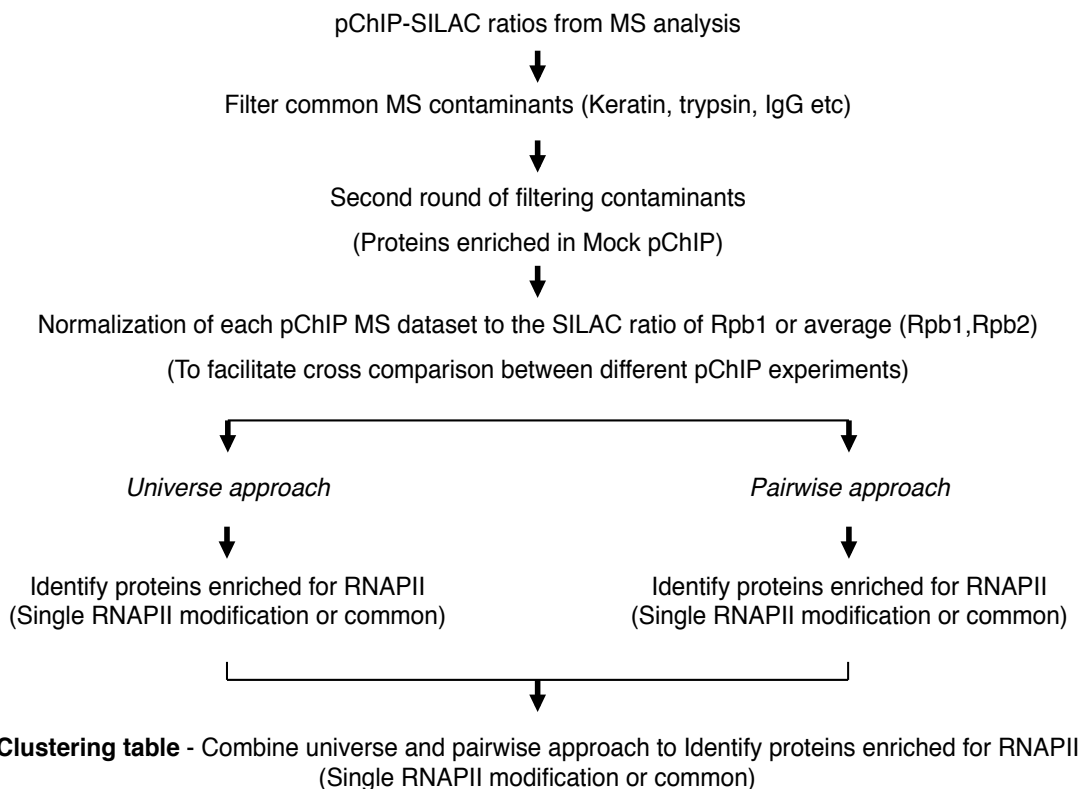 pChIP-SILAC ratios from MS analysis
Filter common MS contaminants (Keratin, trypsin, IgG etc)
Second round of filtering contaminants
(Proteins enriched in Mock pChIP)
Normalization of each pChIP MS dataset to the SILAC ratio of Rpb1 or average (Rpb1,Rpb2)
(To facilitate cross comparison between different pChIP experiments)
Universe approach
Pairwise approach
Identify proteins enriched for RNAPII
(Single RNAPII modification or common)
Identify proteins enriched for RNAPII
(Single RNAPII modification or common)
Clustering table - Combine universe and pairwise approach to Identify proteins enriched for RNAPII
(Single RNAPII modification or common)